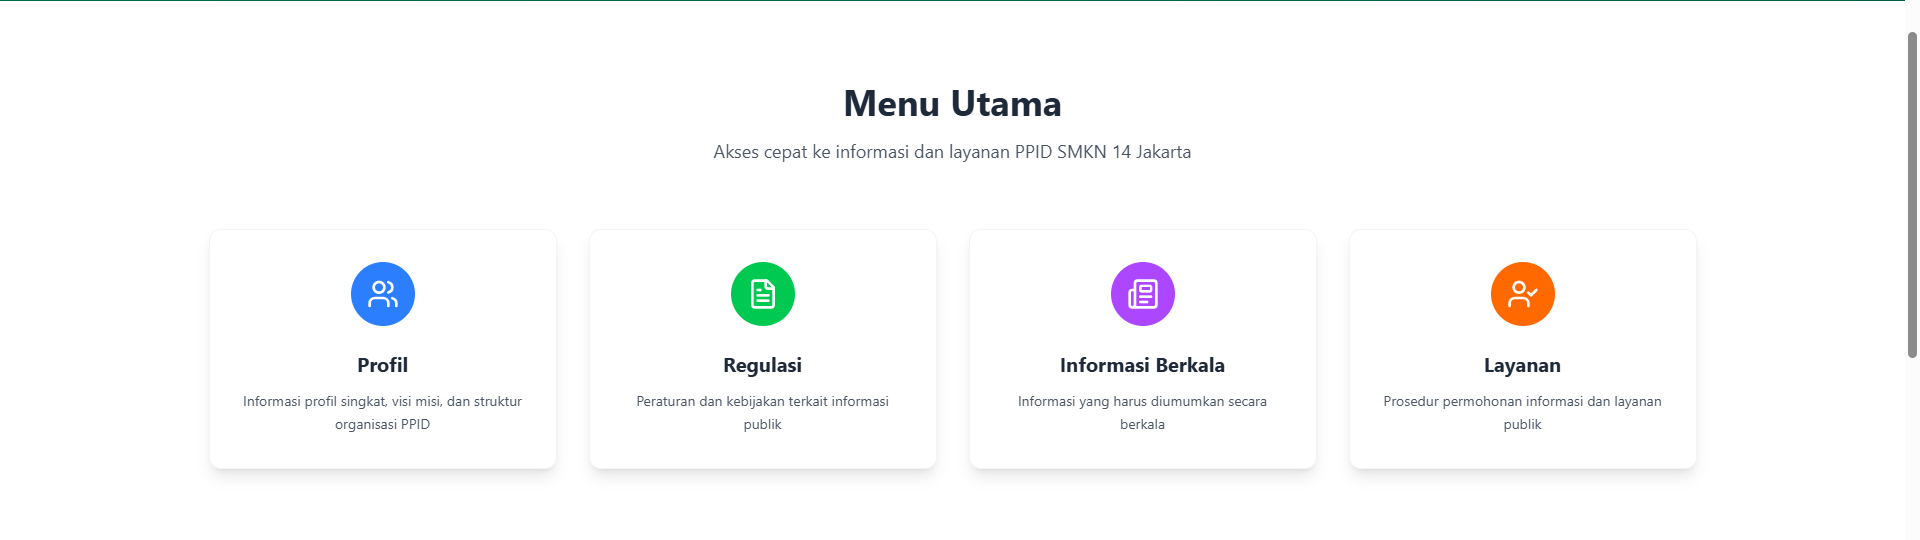 Menu Utama
Akses cepat ke informasi dan layanan PPID SMKN 14 Jakarta
Profil
Informasi profil singkat, visi misi, dan struktur
organisasi PPID
Regulasi
Peraturan dan kebijakan terkait informasi
publik
Informasi Berkala
Informasi yang harus diumumkan secara
berkala
Layanan
Prosedur permohonan informasi dan layanan
publik